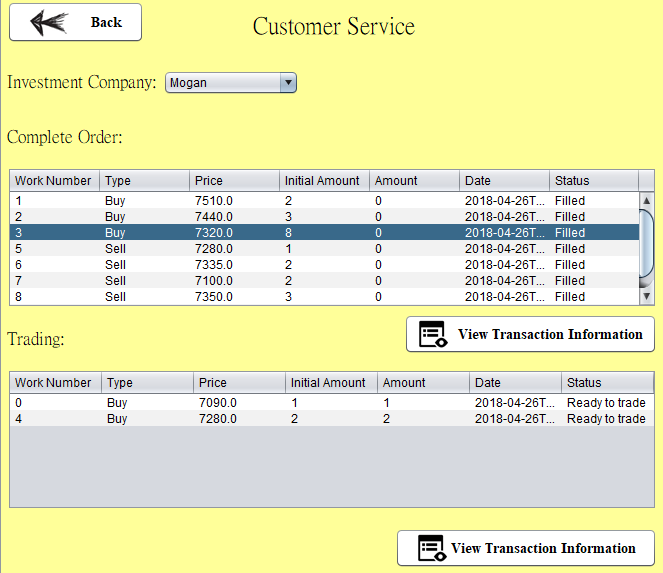 Back
Customer Service
Investment Company: Mogan
Complete Order:
Work Number Type Price Initial Amount Amount Date Status
1 Buy 7510.0 2 0 2018-04-26T... Filled
2 Buy 7440.0 3 0 2018-04-26T... Filled
3 Buy 7320.0 8 0 2018-04-26T... Filled
5 Sell 7280.0 1 0 2018-04-26T... Filled
6 Sell 7335.0 2 0 2018-04-26T... Filled
7 Sell 7100.0 2 0 2018-04-26T... Filled
8 Sell 7350.0 3 0 2018-04-26T... Filled
View Transaction Information
Trading:
Work Number Type Price Initial Amount Amount Date Status
0 Buy 7090.0 1 1 2018-04-26T... Ready to trade
4 Buy 7280.0 2 2 2018-04-26T... Ready to trade
View Transaction Information